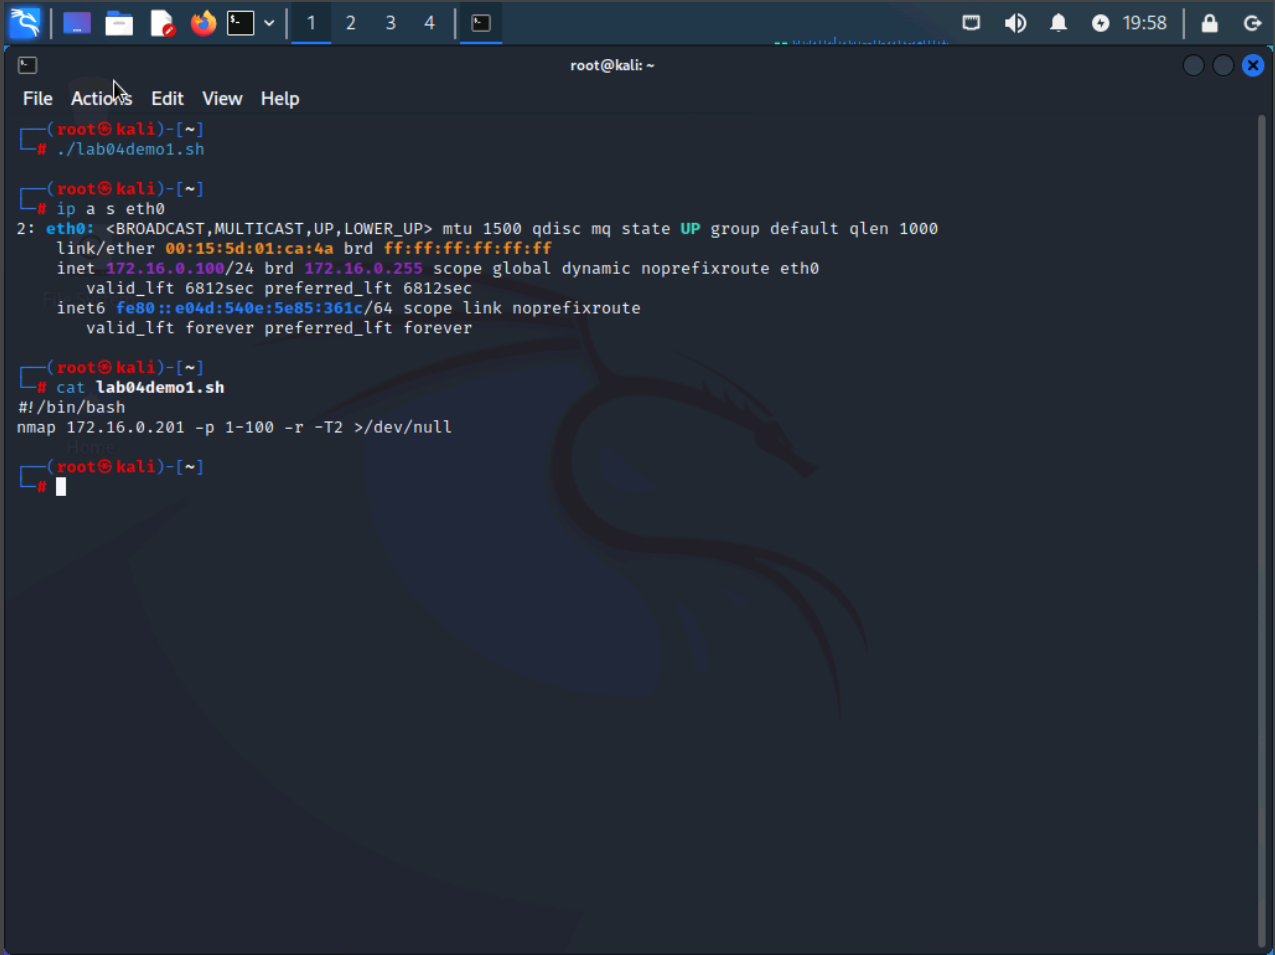 1 2 3 4 19:58
root@kali: ~
File Actions Edit View Help
┌──(root㉿kali)-[~]
└─# ./lab04demo1.sh
┌──(root㉿kali)-[~]
└─# ip a s eth0
2: eth0: <BROADCAST,MULTICAST,UP,LOWER_UP> mtu 1500 qdisc mq state UP group default qlen 1000
link/ether 00:15:5d:01:ca:4a brd ff:ff:ff:ff:ff:ff
inet 172.16.0.100/24 brd 172.16.0.255 scope global dynamic noprefixroute eth0
valid_lft 6812sec preferred_lft 6812sec
inet6 fe80::e04d:540e:5e85:361c/64 scope link noprefixroute
valid_lft forever preferred_lft forever
┌──(root㉿kali)-[~]
└─# cat lab04demo1.sh
#!/bin/bash
nmap 172.16.0.201 -p 1-100 -r -T2 >/dev/null
Home
┌──(root㉿kali)-[~]
└─#